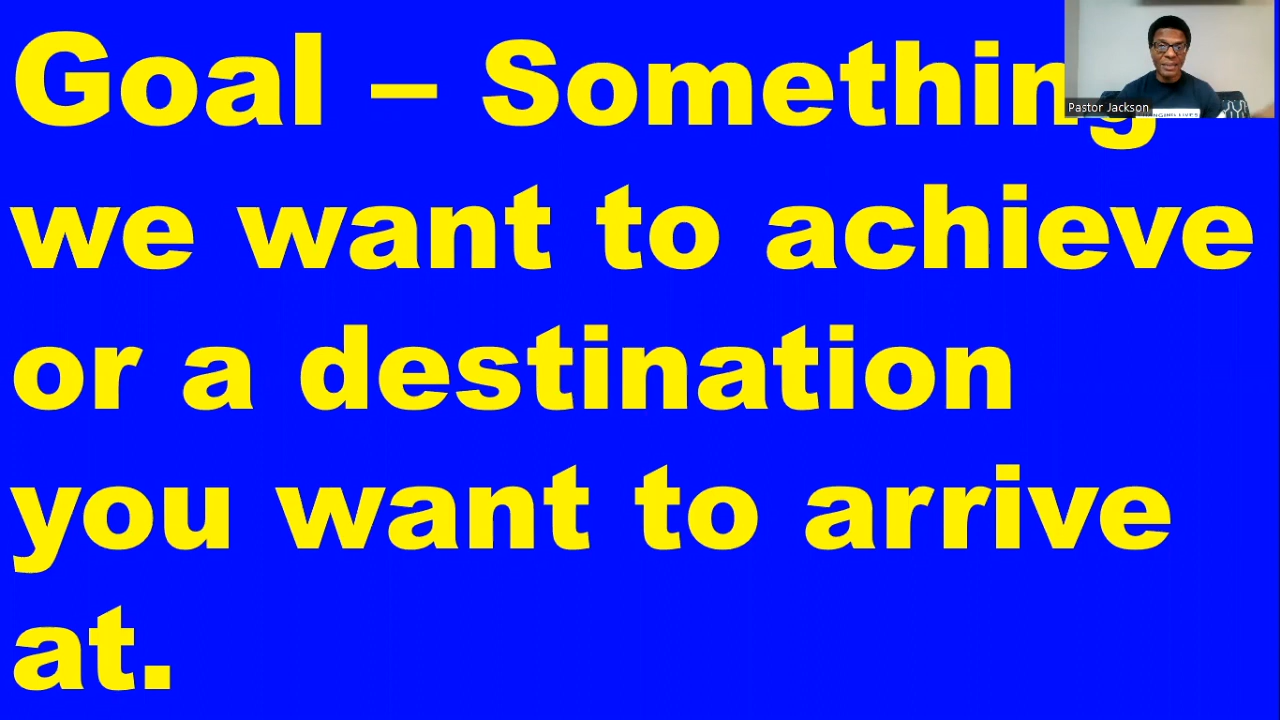 Goal – Something
we want to achieve
or a destination
you want to arrive
at.
Pastor Jackson